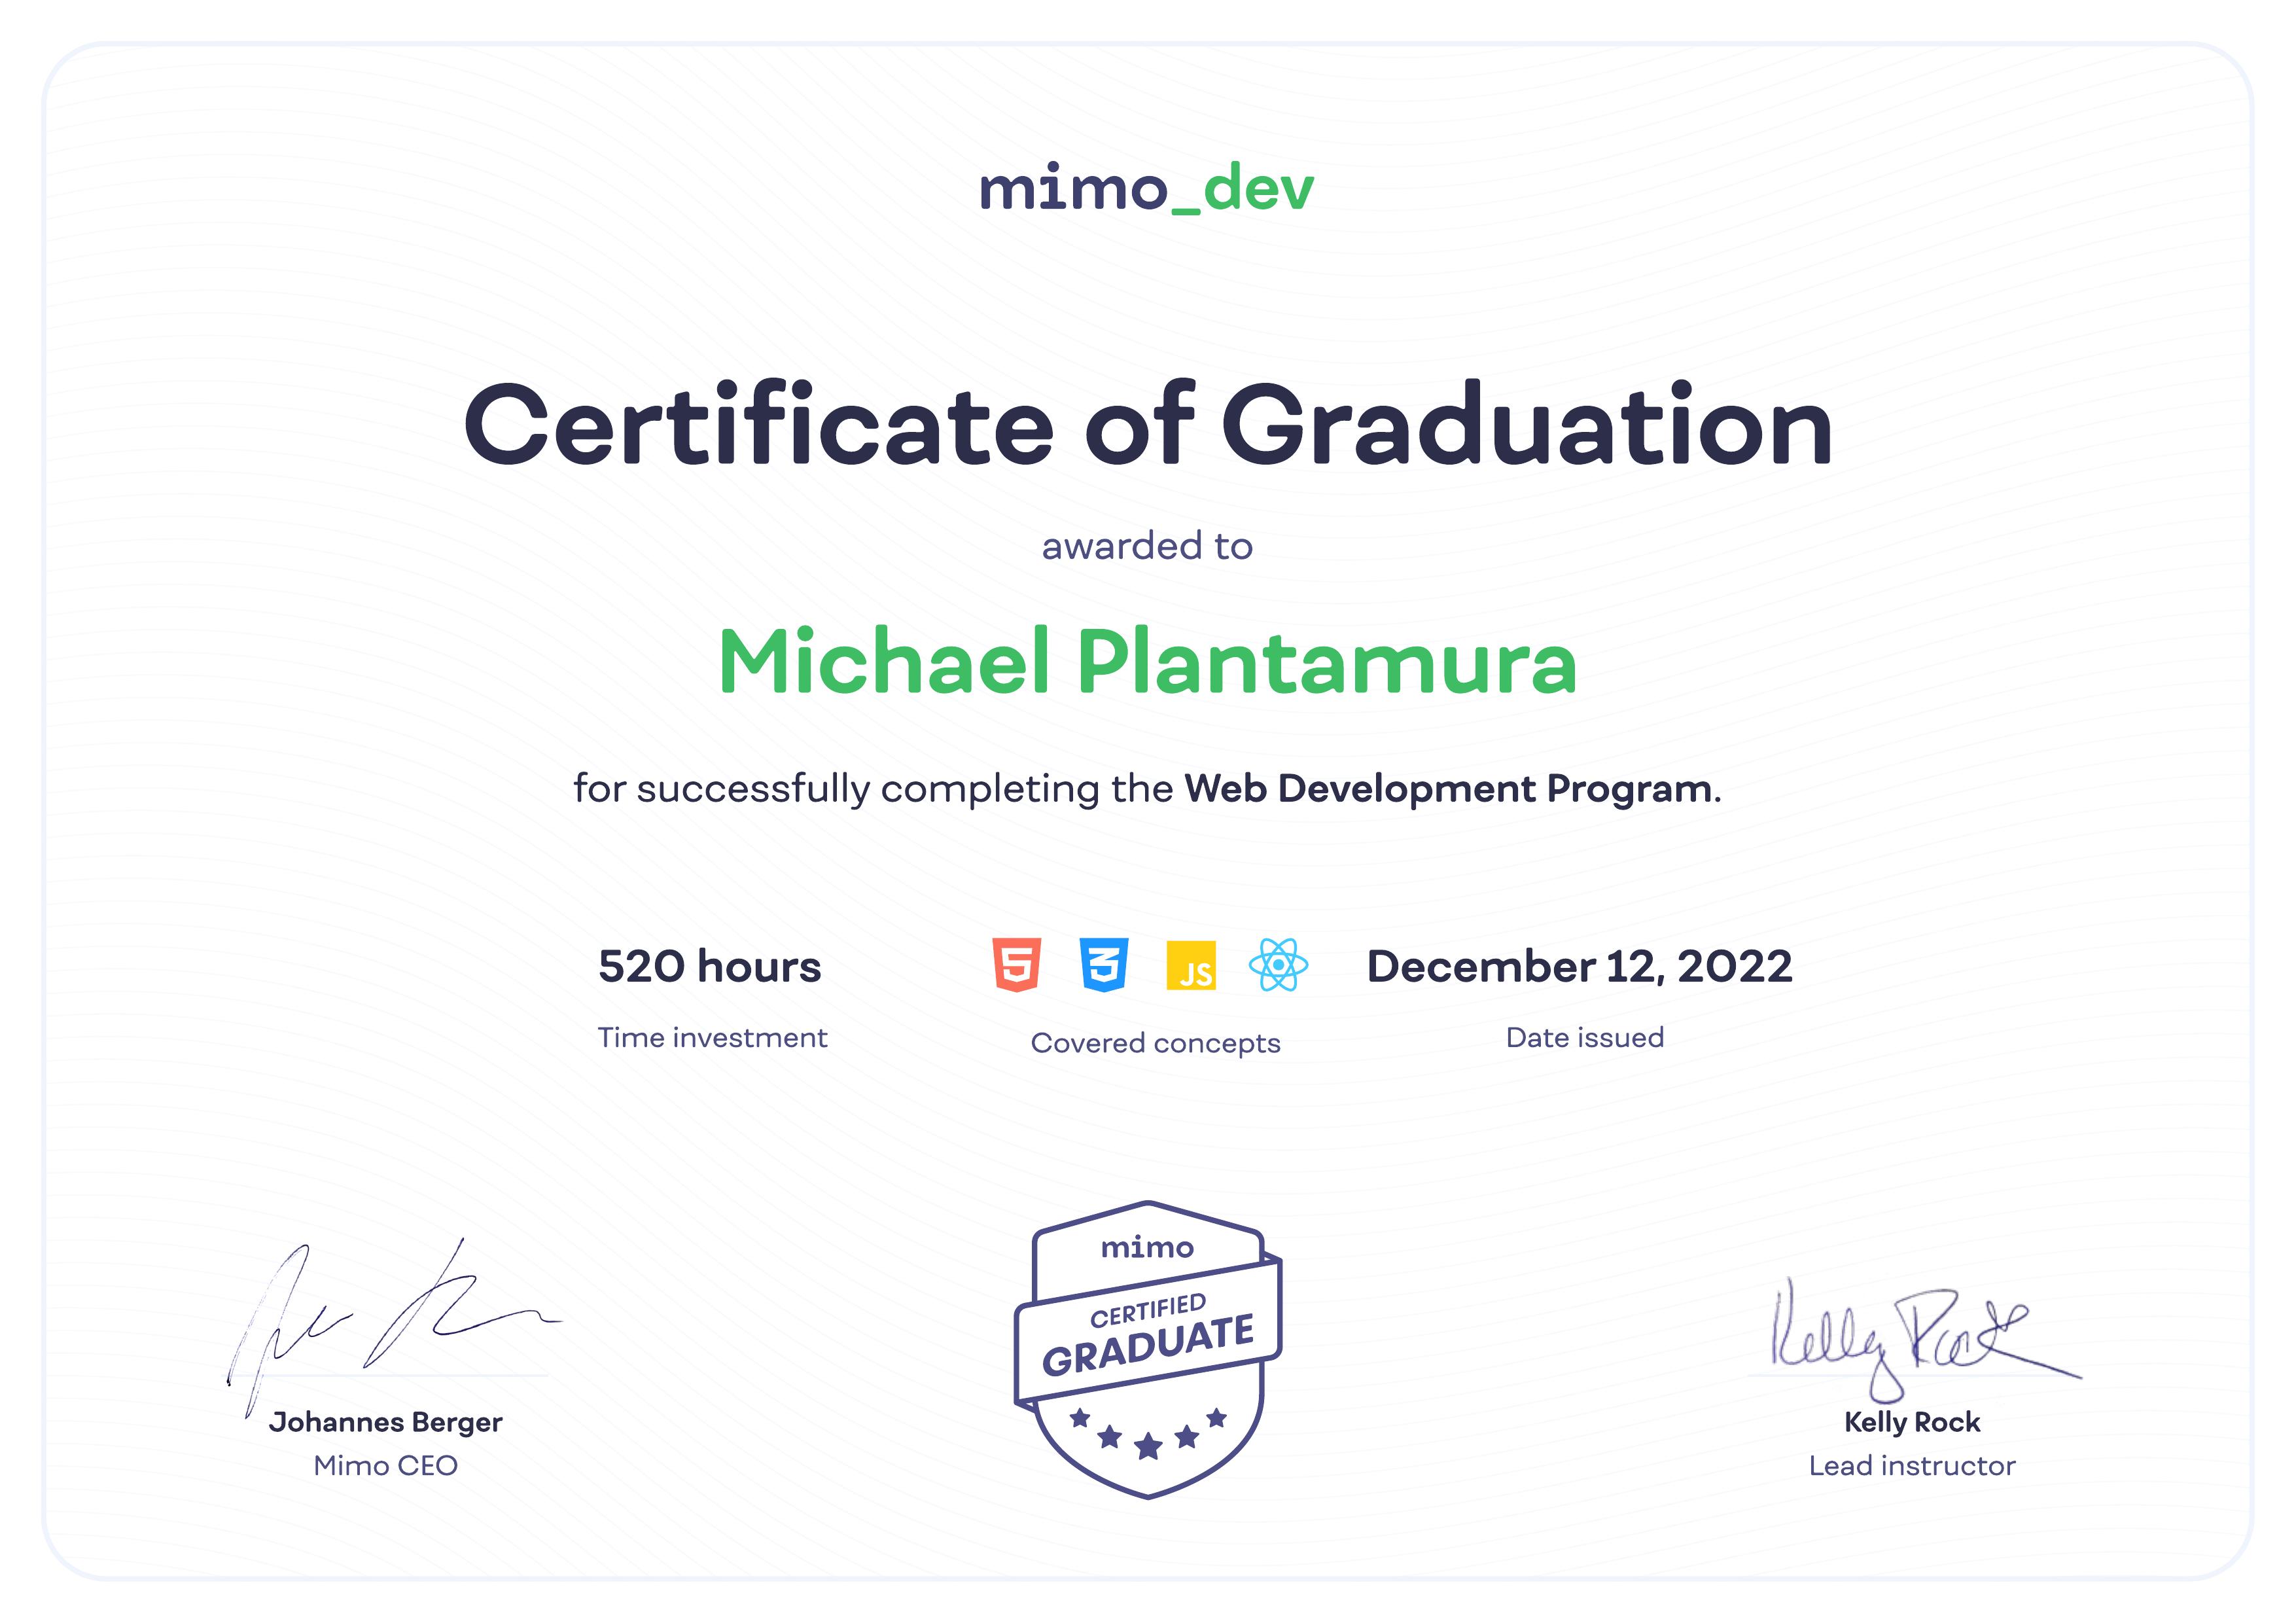 mimo_dev
Certificate of Graduation
awarded to
Michael Plantamura
for successfully completing the Web Development Program.
520 hours
Time investment
5 3 JS
Covered concepts
December 12, 2022
Date issued
mimo
CERTIFIED
GRADUATE
Johannes Berger
Mimo CEO
Kelly Rock
Kelly Rock
Lead instructor